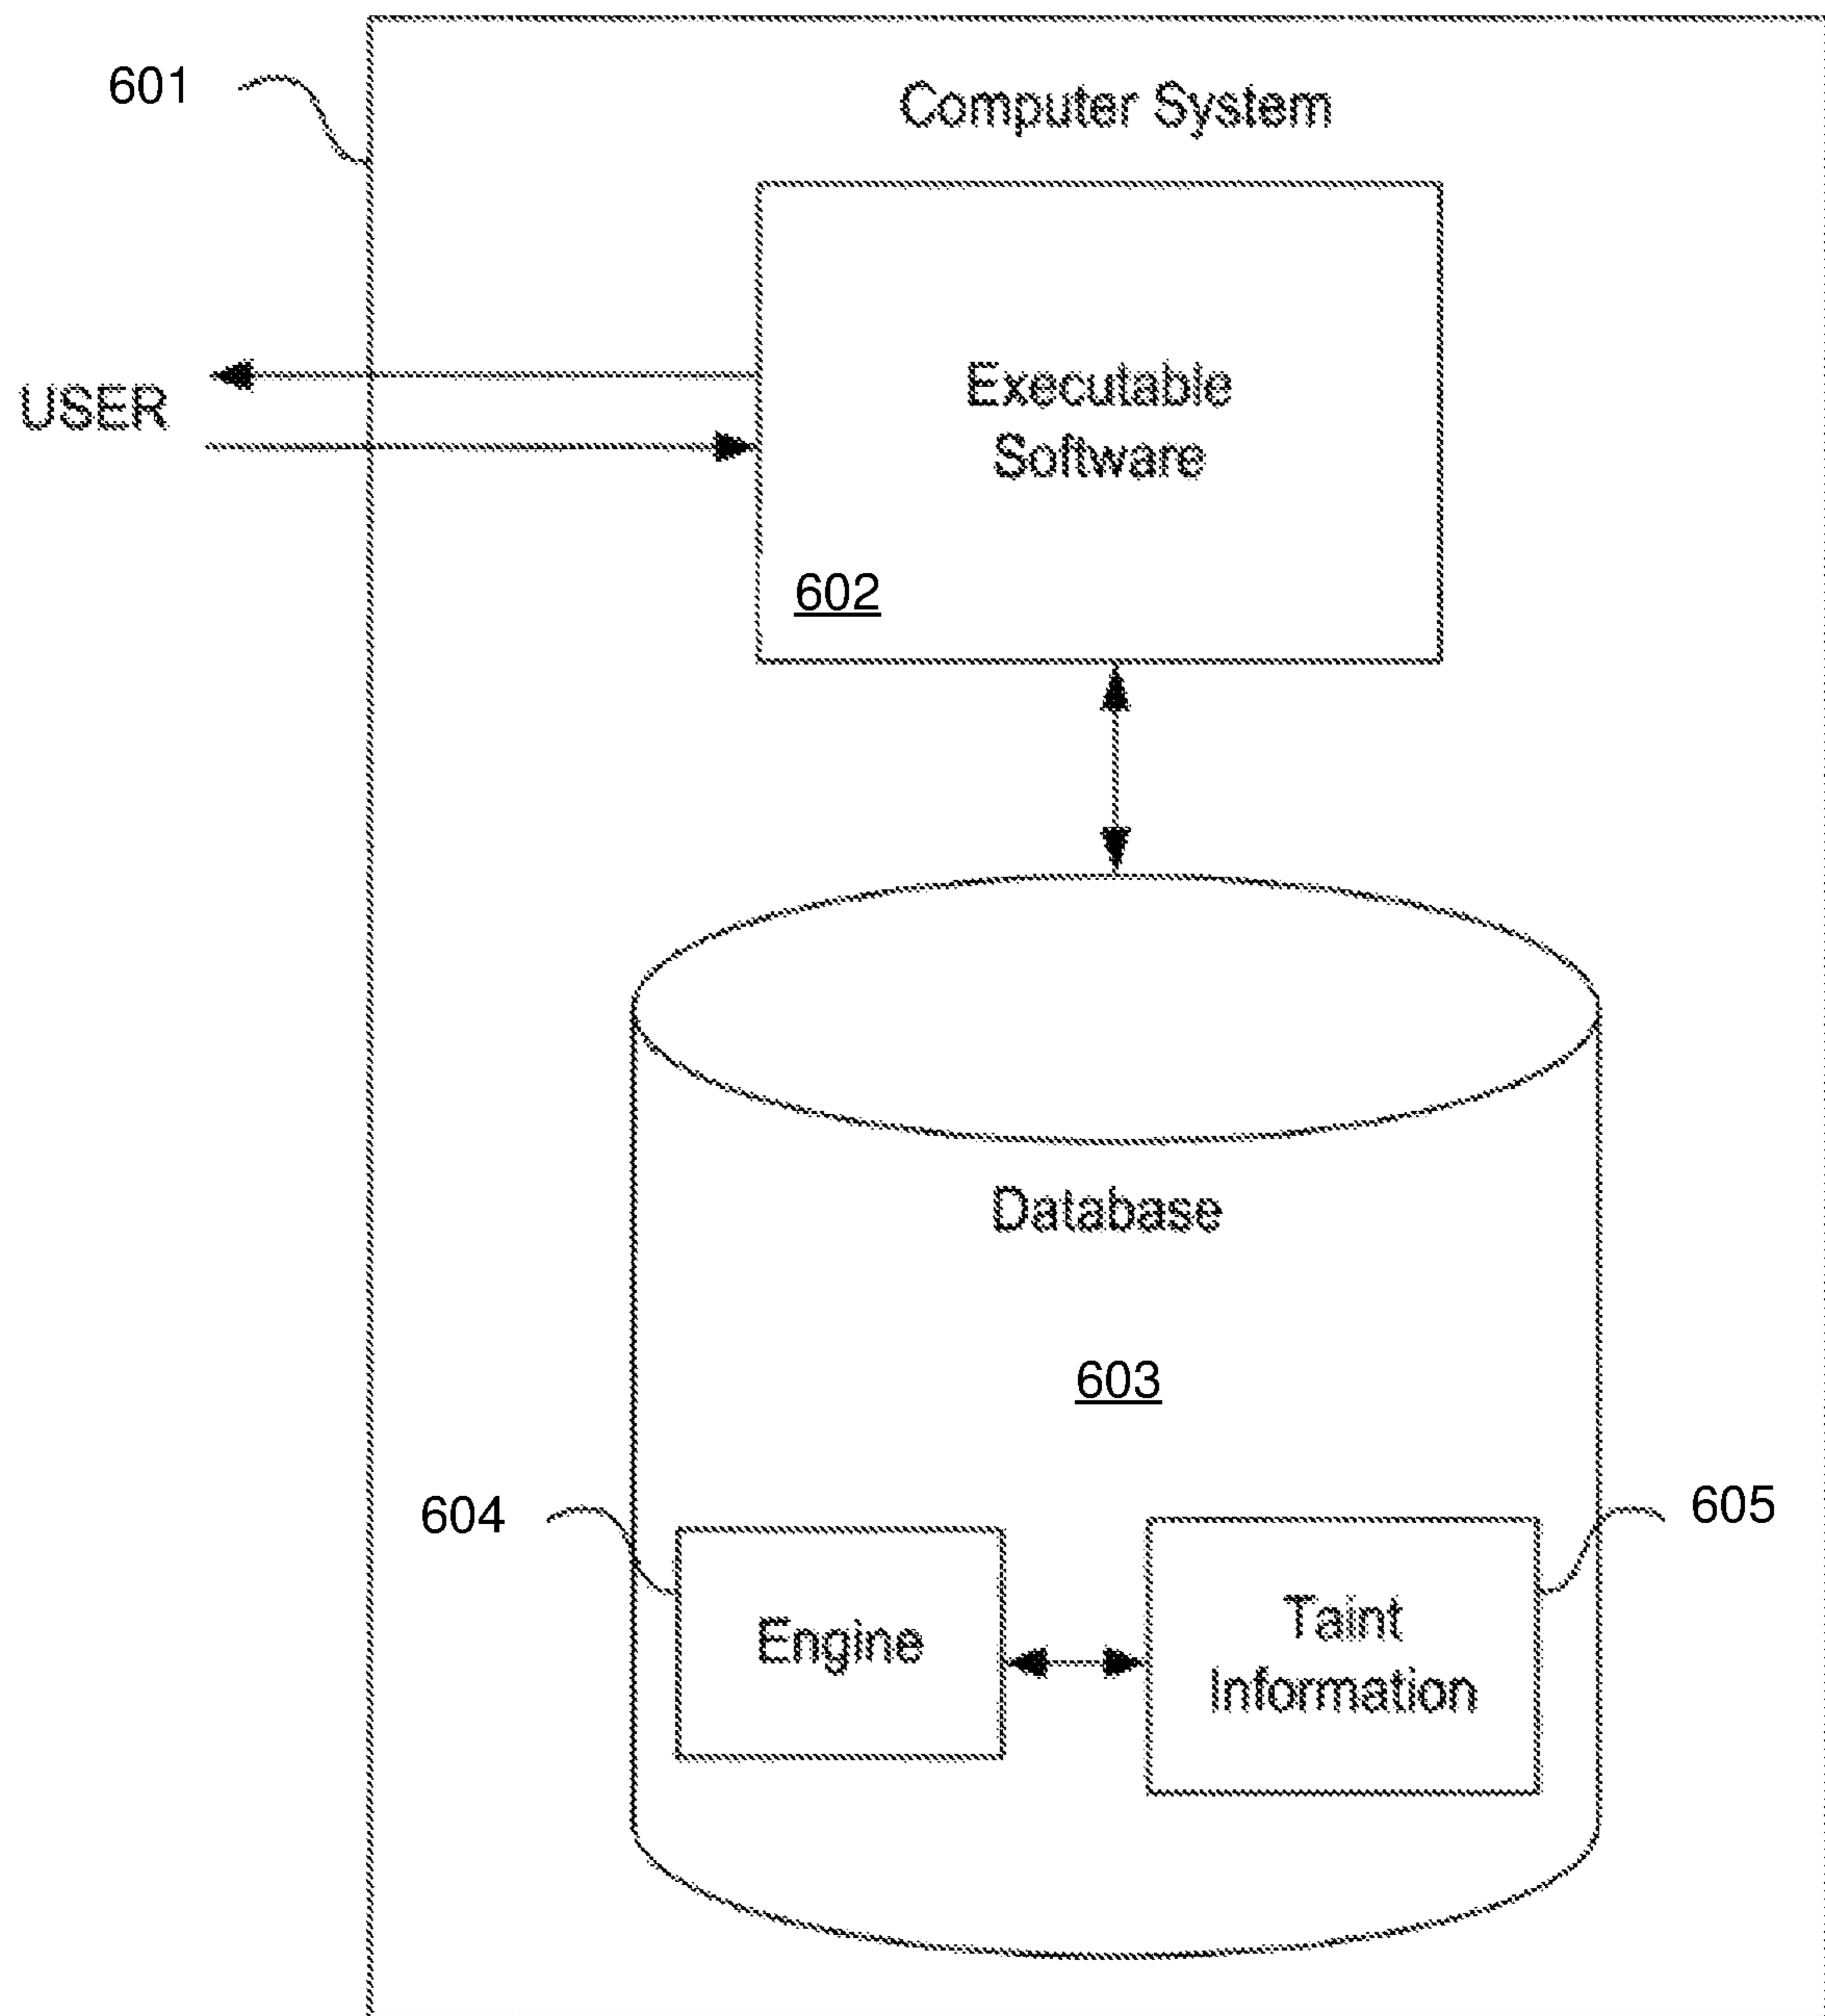 601
Computer System
USER
Executable
Software
602
Database
603
604
605
Engine
Taint
Information